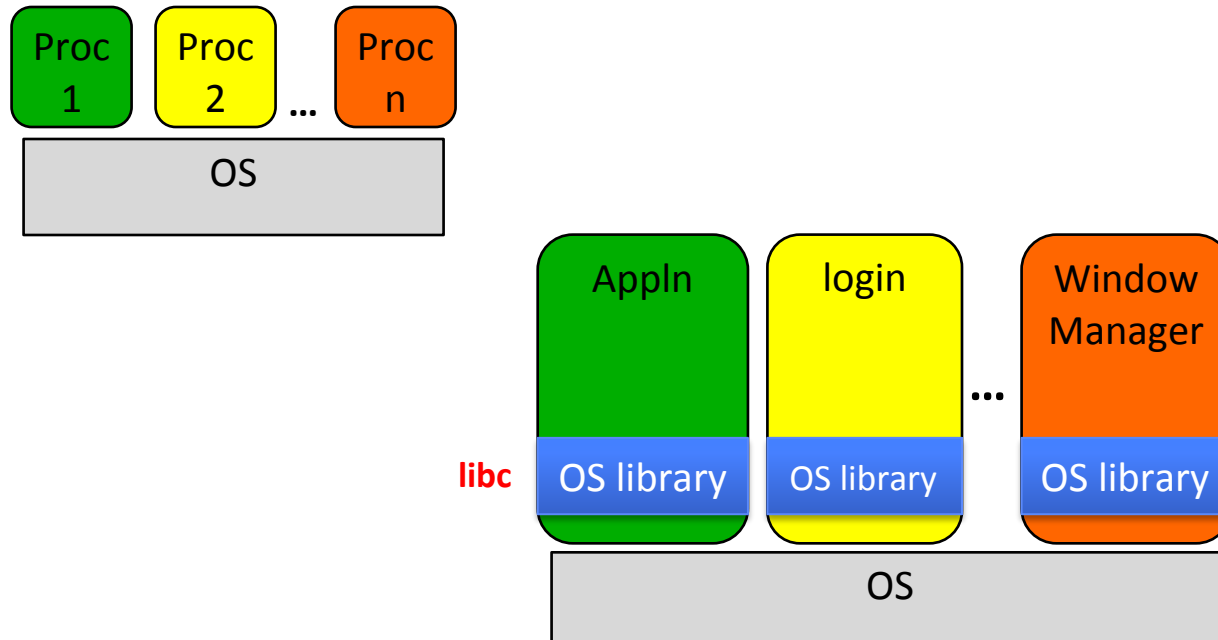 Proc
1
Proc
2
...
Proc
n
OS
Appln
login
...
Window
Manager
libc
OS library
OS library
OS library
OS